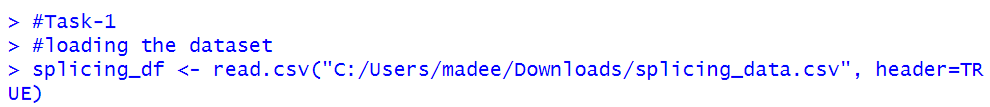 > #Task-1
> #loading the dataset
> splicing_df <- read.csv("C:/Users/madee/Downloads/splicing_data.csv", header=TR
UE)